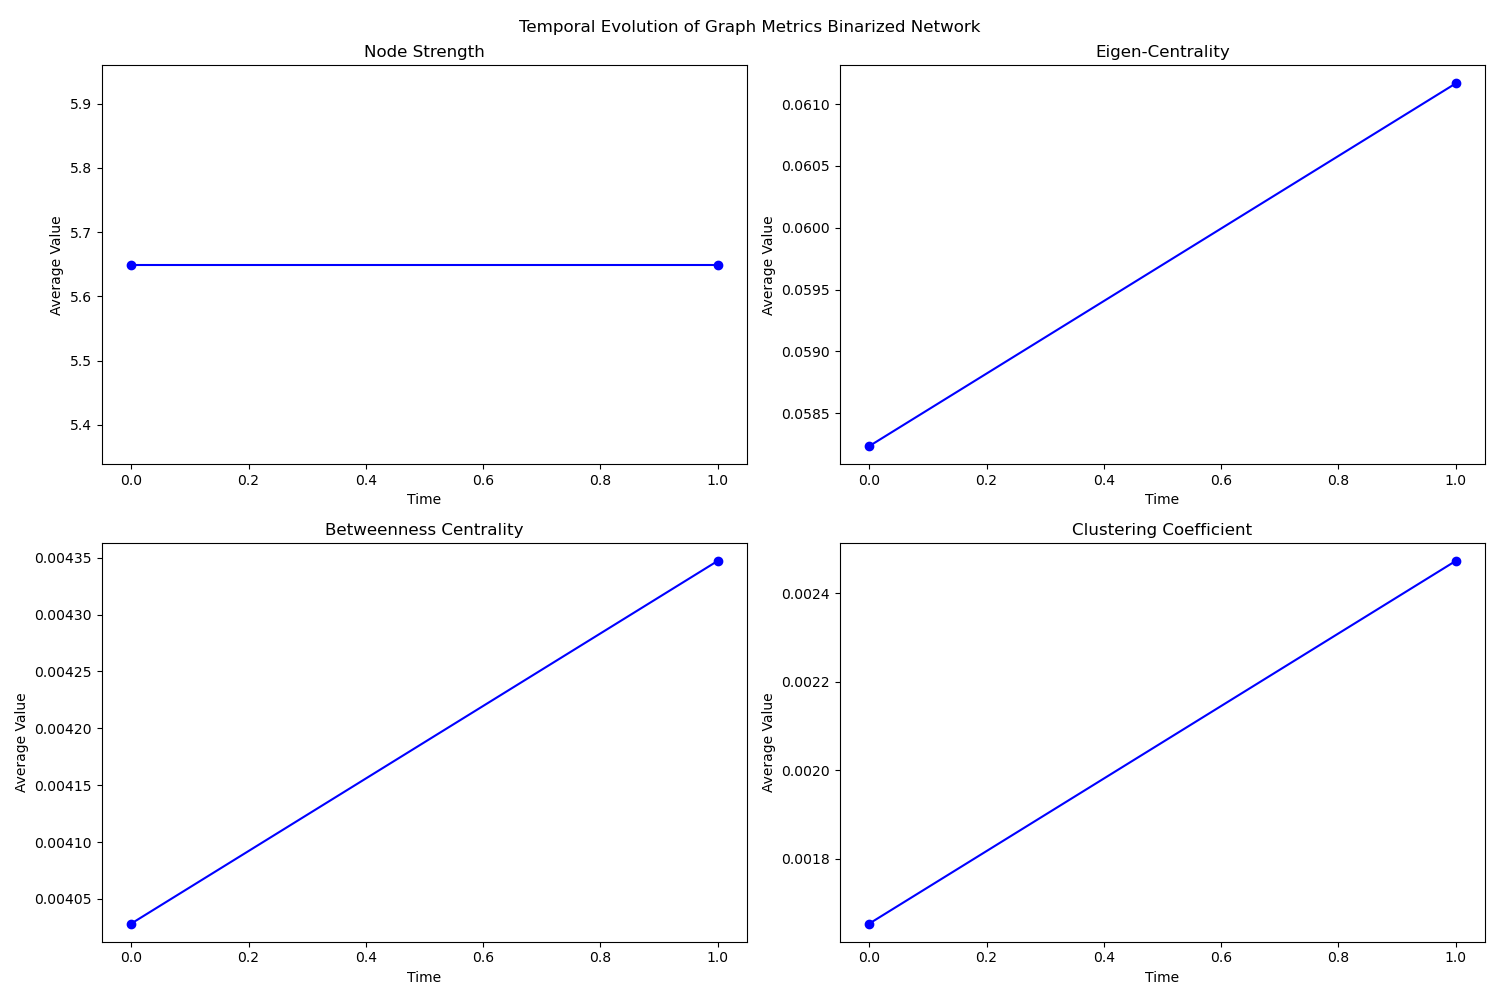 Temporal Evolution of Graph Metrics Binarized Network
Node Strength
5.9
5.8
5.7
5.6
5.5
5.4
Average Value
0.0 0.2 0.4 0.6 0.8 1.0
Time
Eigen-Centrality
0.0610
0.0605
0.0600
0.0595
0.0590
0.0585
Average Value
0.0 0.2 0.4 0.6 0.8 1.0
Time
Betweenness Centrality
0.00435
0.00430
0.00425
0.00420
0.00415
0.00410
0.00405
Average Value
0.0 0.2 0.4 0.6 0.8 1.0
Time
Clustering Coefficient
0.0024
0.0022
0.0020
0.0018
Average Value
0.0 0.2 0.4 0.6 0.8 1.0
Time